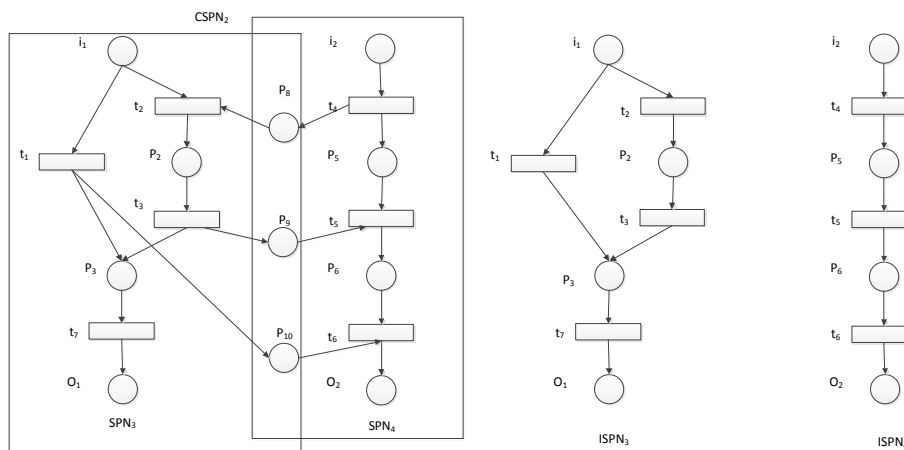 CSPN₂
i₁
i₂
i₁
i₂
P₈
t₂
t₄
t₂
t₄
t₁
P₂
P₅
t₁
P₂
P₅
t₃
P₉
t₅
t₃
t₅
P₃
P₆
P₃
P₆
t₇
P₁₀
t₆
t₇
t₆
O₁
O₂
O₁
O₂
SPN₃
SPN₄
ISPN₃